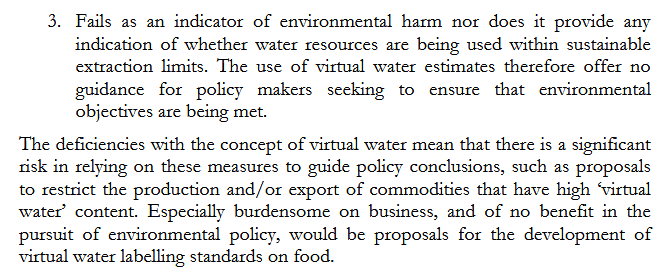 3. Fails as an indicator of environmental harm nor does it provide any
indication of whether water resources are being used within sustainable
extraction limits. The use of virtual water estimates therefore offer no
guidance for policy makers seeking to ensure that environmental
objectives are being met.
The deficiencies with the concept of virtual water mean that there is a significant
risk in relying on these measures to guide policy conclusions, such as proposals
to restrict the production and/or export of commodities that have high ‘virtual
water’ content. Especially burdensome on business, and of no benefit in the
pursuit of environmental policy, would be proposals for the development of
virtual water labelling standards on food.